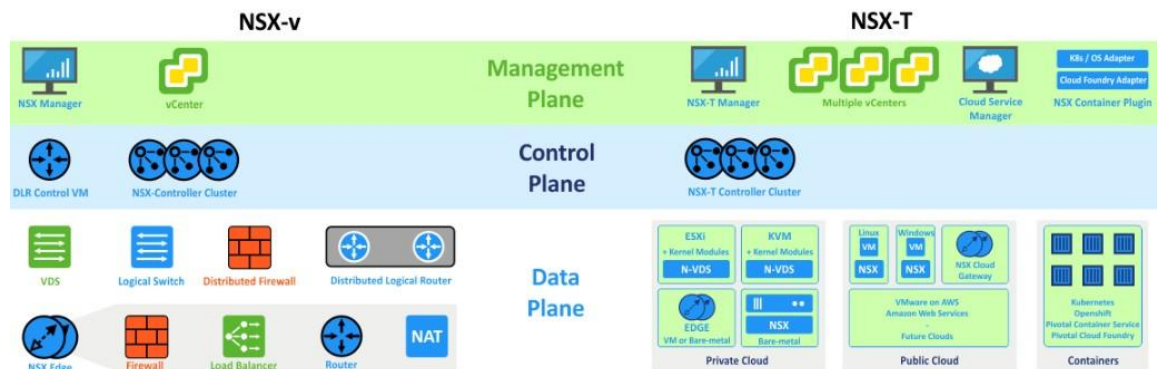 NSX-v
NSX-T
NSX Manager
vCenter
Management
Plane
NSX-T Manager
Multiple vCenters
Cloud Service
Manager
K8s / OS Adapter
Cloud Foundry Adapter
NSX Container Plugin
DLR Control VM
NSX-Controller Cluster
Control
Plane
NSX-T Controller Cluster
VDS
Logical Switch
Distributed Firewall
Distributed Logical Router
NSX Edge
Firewall
Load Balancer
Router
NAT
Data
Plane
ESXi
+ Kernel Modules
N-VDS
KVM
+ Kernel Modules
N-VDS
EDGE
VM or Bare-metal
NSX
Bare-metal
Private Cloud
Linux
VM
NSX
Windows
VM
NSX
NSX Cloud
Gateway
VMware on AWS
Amazon Web Services
-
Future Clouds
Public Cloud
Kubernetes
Openshift
Pivotal Container Service
Pivotal Cloud Foundry
Containers